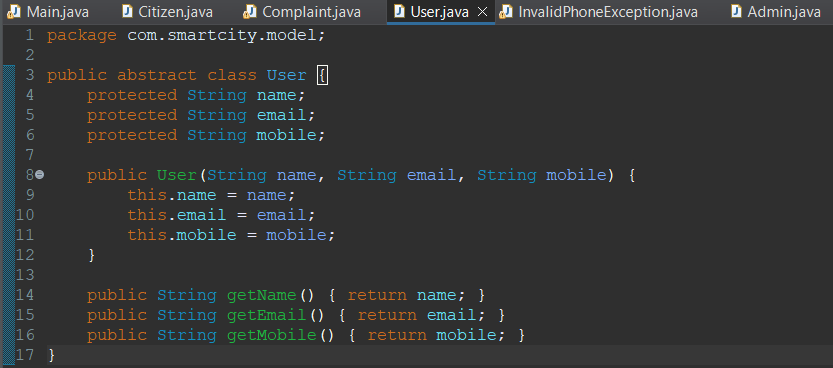 Main.java Citizen.java Complaint.java User.java InvalidPhoneException.java Admin.java
1 package com.smartcity.model;
2
3 public abstract class User {
4     protected String name;
5     protected String email;
6     protected String mobile;
7
8     public User(String name, String email, String mobile) {
9         this.name = name;
10         this.email = email;
11         this.mobile = mobile;
12     }
13
14     public String getName() { return name; }
15     public String getEmail() { return email; }
16     public String getMobile() { return mobile; }
17 }